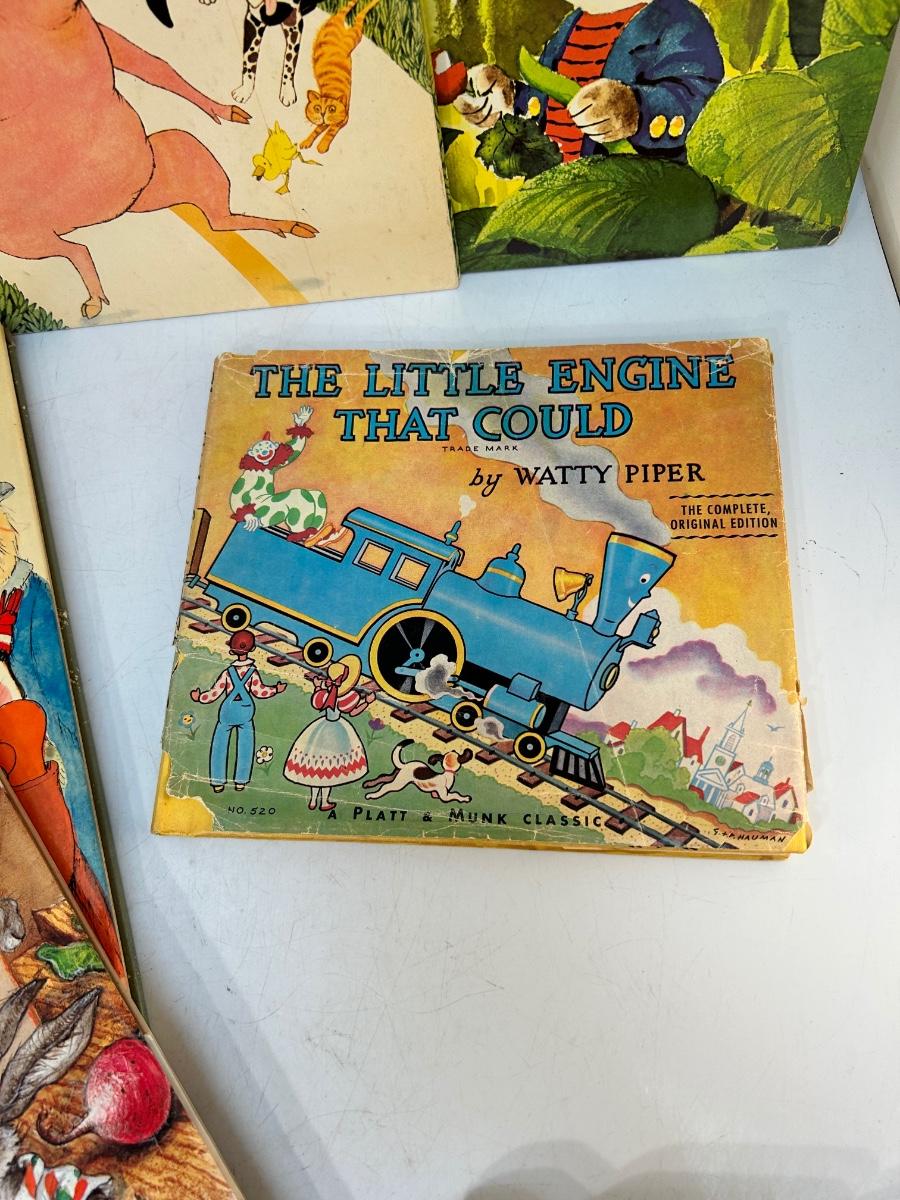 THE LITTLE ENGINE
THAT COULD
TRADE MARK
by WATTY PIPER
THE COMPLETE,
ORIGINAL EDITION
NO. 520
A PLATT & MUNK CLASSIC
G. & D. HAUMAN